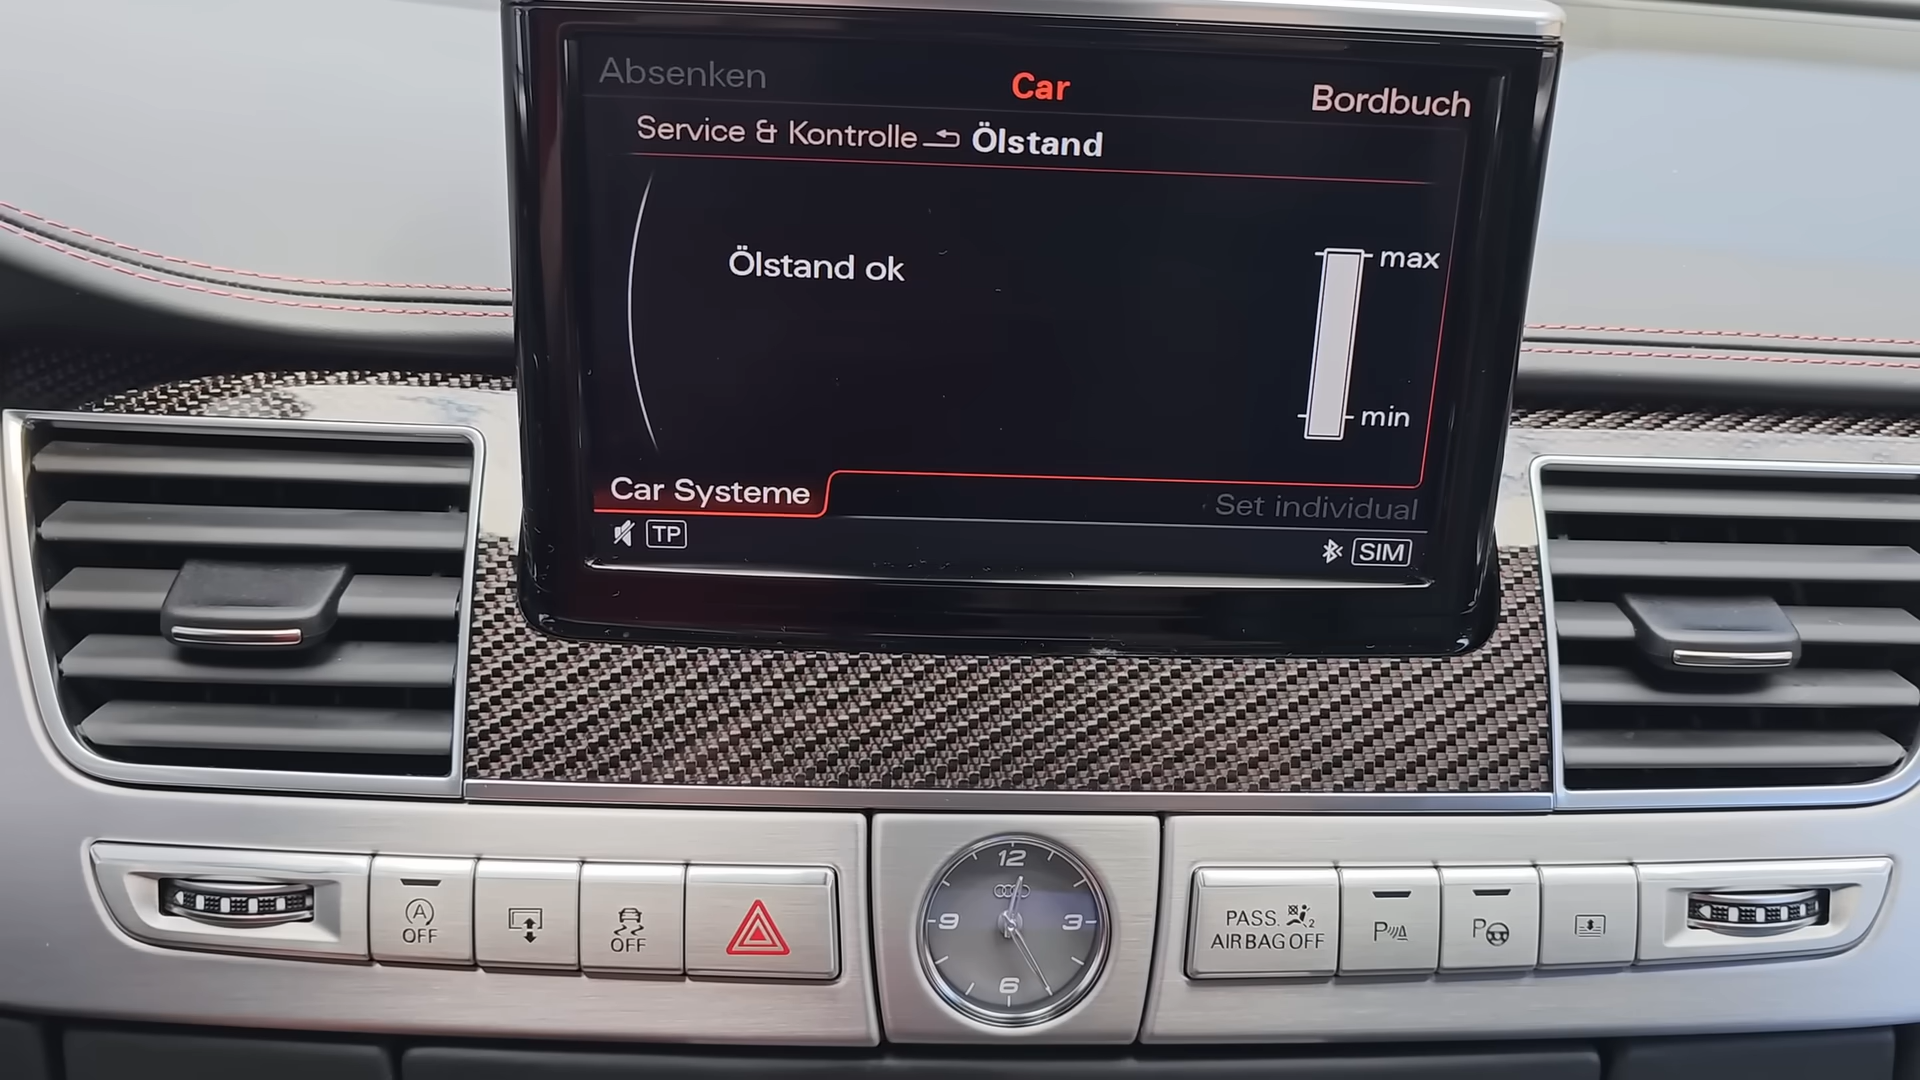 Absenken
Car
Bordbuch
Service & Kontrolle
Ölstand
Ölstand ok
max
min
Car Systeme
Set individual
TP
SIM
A
OFF
OFF
12
9
3
6
PASS.
2
AIRBAG OFF
P
P